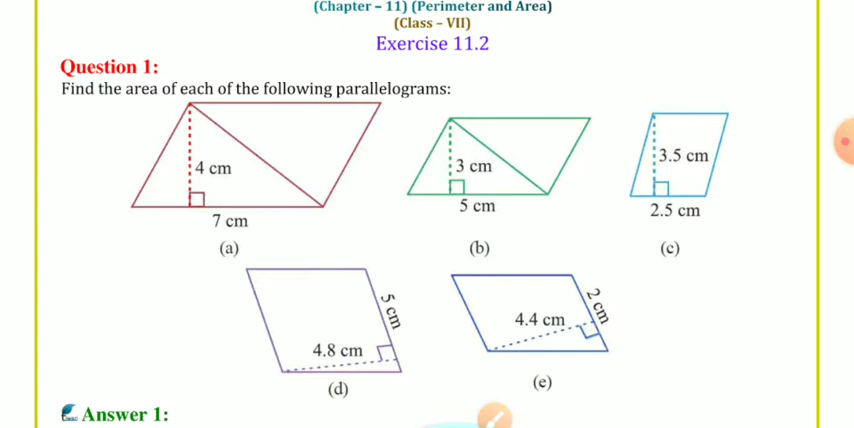 (Chapter – 11) (Perimeter and Area)
(Class – VII)
Exercise 11.2
Question 1:
Find the area of each of the following parallelograms:
4 cm
7 cm
(a)
3 cm
5 cm
(b)
3.5 cm
2.5 cm
(c)
5 cm
4.8 cm
(d)
2 cm
4.4 cm
(e)
Answer 1: